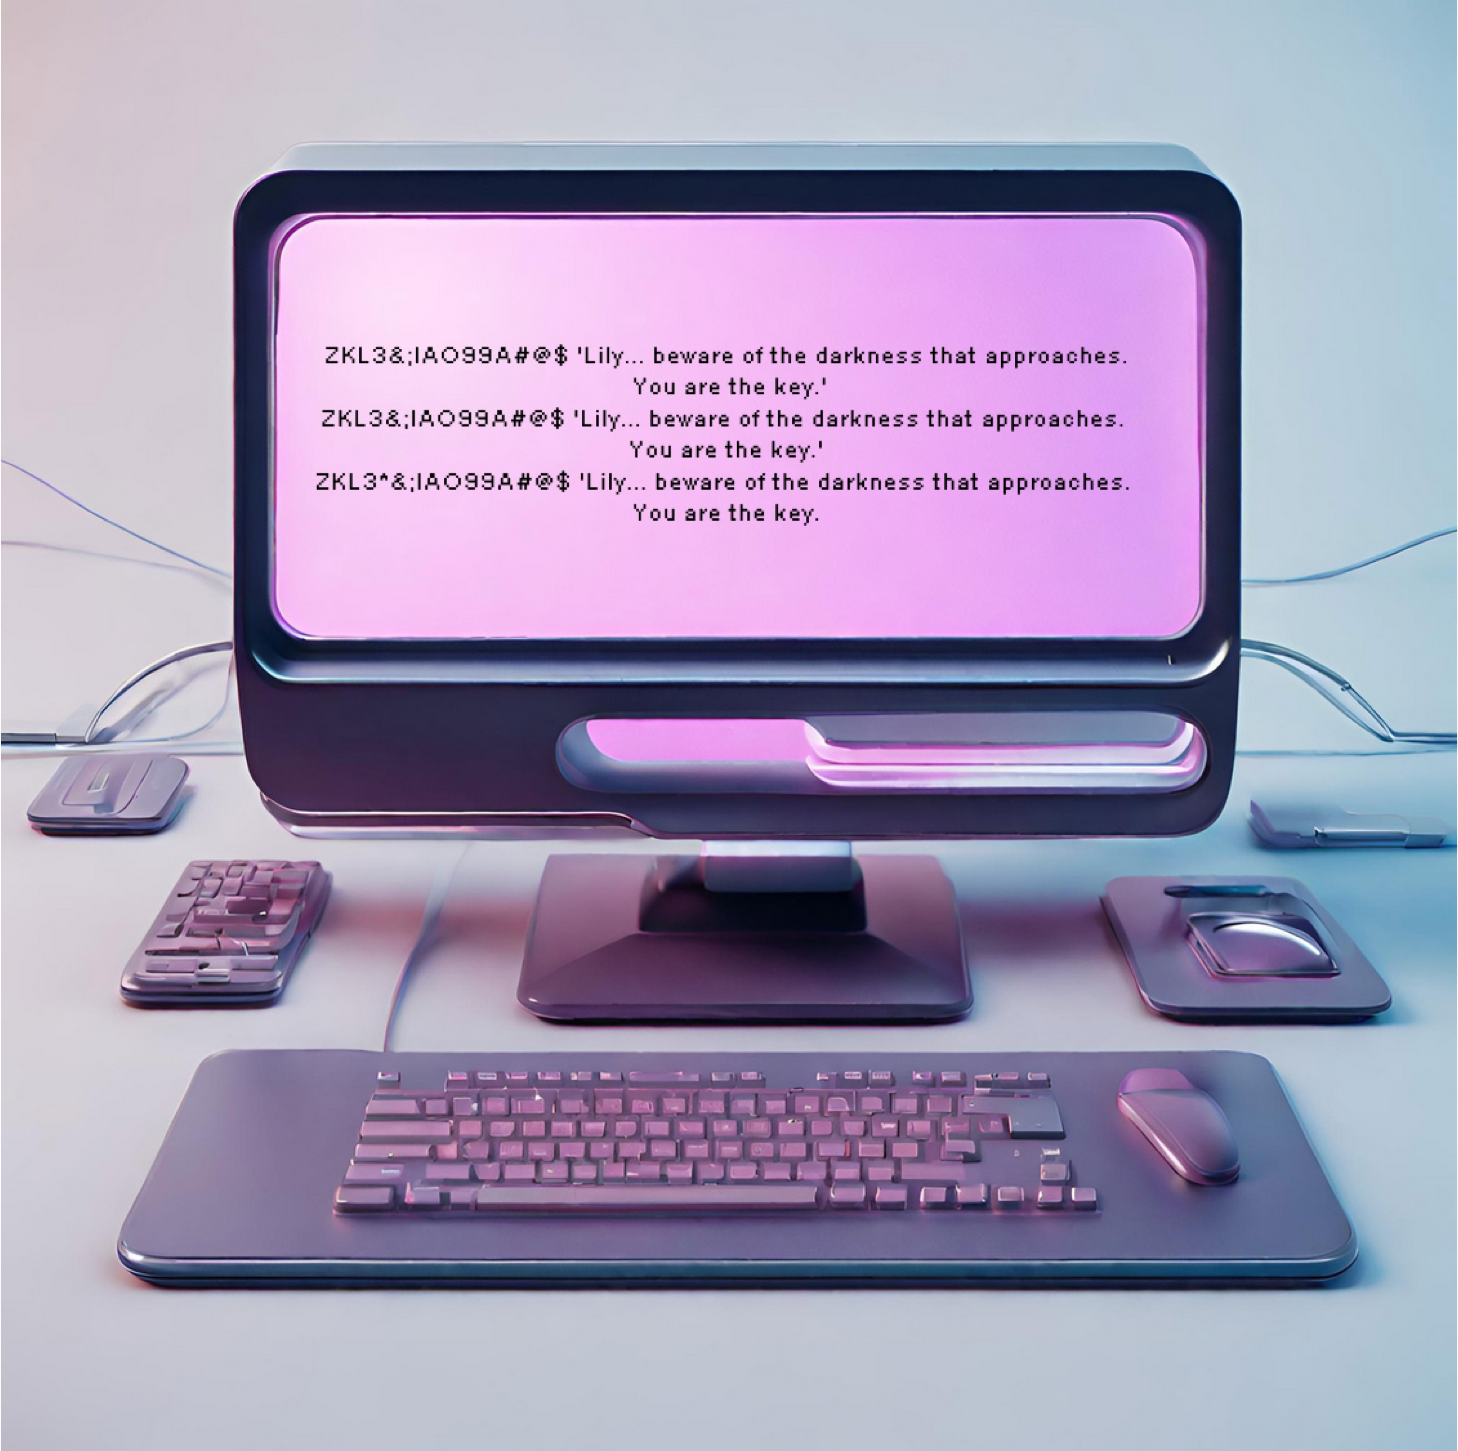 ZKL3&;IAO99A#@$ 'Lily... beware of the darkness that approaches.
You are the key.'
ZKL3&;IAO99A#@$ 'Lily... beware of the darkness that approaches.
You are the key.'
ZKL3*&;IAO99A#@$ 'Lily... beware of the darkness that approaches.
You are the key.